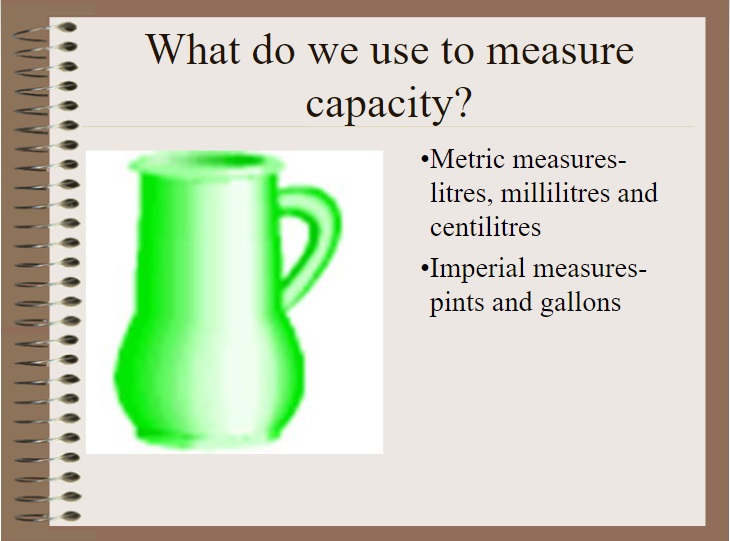 What do we use to measure
capacity?
•Metric measures-
litres, millilitres and
centilitres
•Imperial measures-
pints and gallons